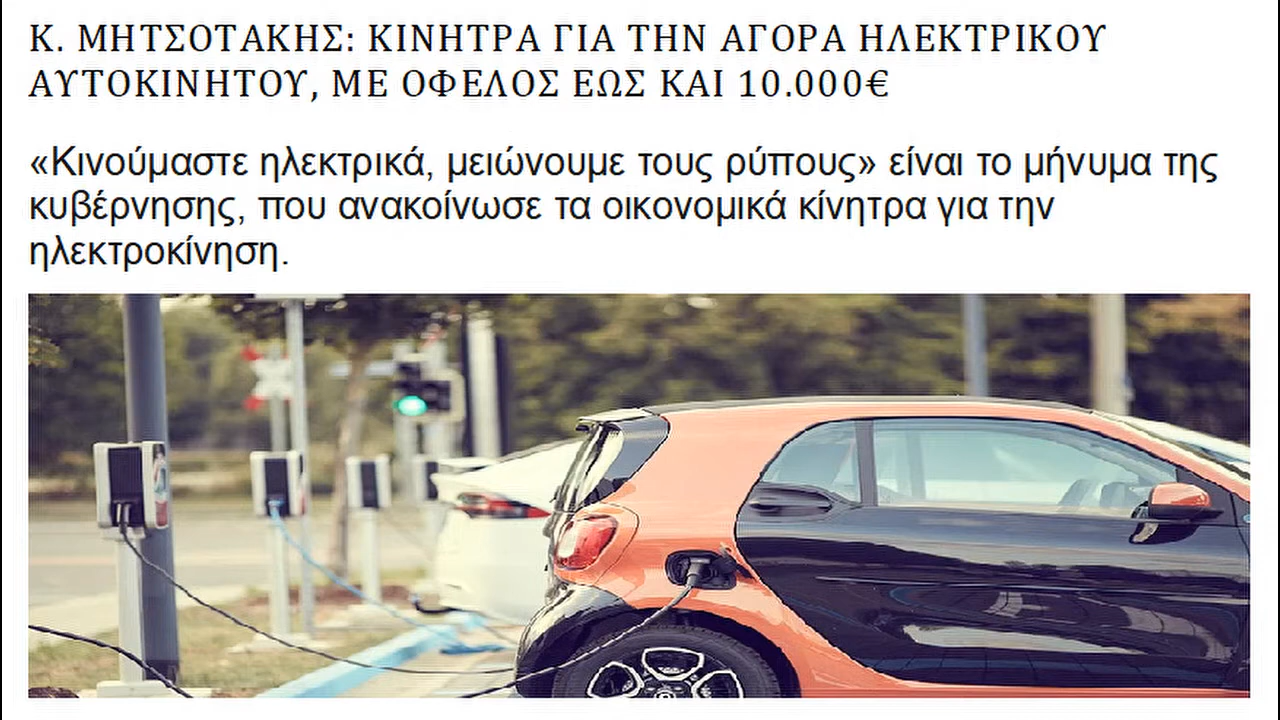 Κ. ΜΗΤΣΟΤΑΚΗΣ: ΚΙΝΗΤΡΑ ΓΙΑ ΤΗΝ ΑΓΟΡΑ ΗΛΕΚΤΡΙΚΟΥ
ΑΥΤΟΚΙΝΗΤΟΥ, ΜΕ ΟΦΕΛΟΣ ΕΩΣ ΚΑΙ 10.000€
«Κινούμαστε ηλεκτρικά, μειώνουμε τους ρύπους» είναι το μήνυμα της
κυβέρνησης, που ανακοίνωσε τα οικονομικά κίνητρα για την
ηλεκτροκίνηση.